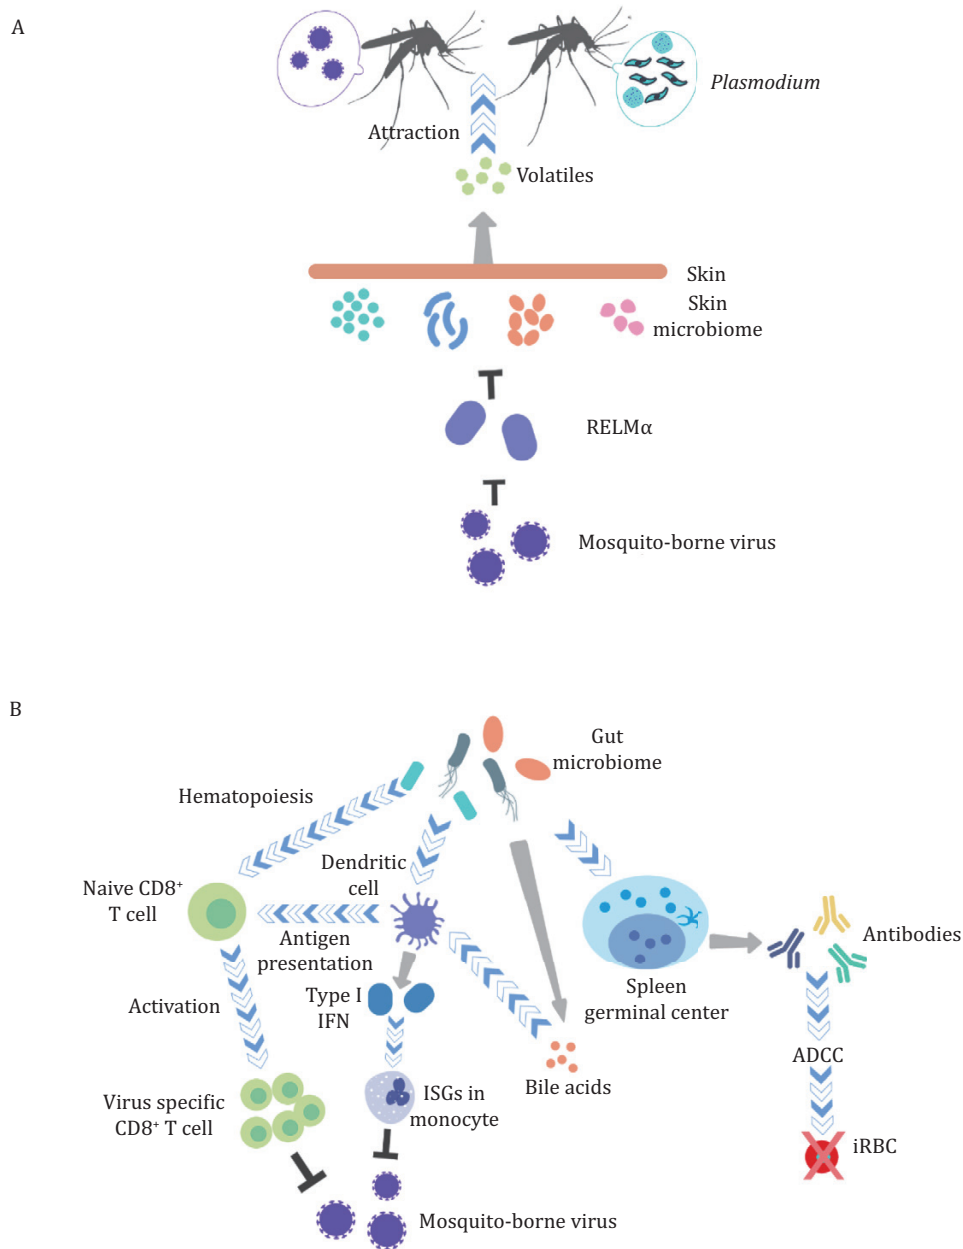 A
Plasmodium
Attraction
Volatiles
Skin
Skin
microbiome
RELMα
Mosquito-borne virus
B
Gut
microbiome
Hematopoiesis
Dendritic
cell
Naive CD8⁺
T cell
Antigen
presentation
Antibodies
Spleen
germinal center
Type I
IFN
Activation
ADCC
Bile acids
ISGs in
monocyte
Virus specific
CD8⁺ T cell
iRBC
Mosquito-borne virus